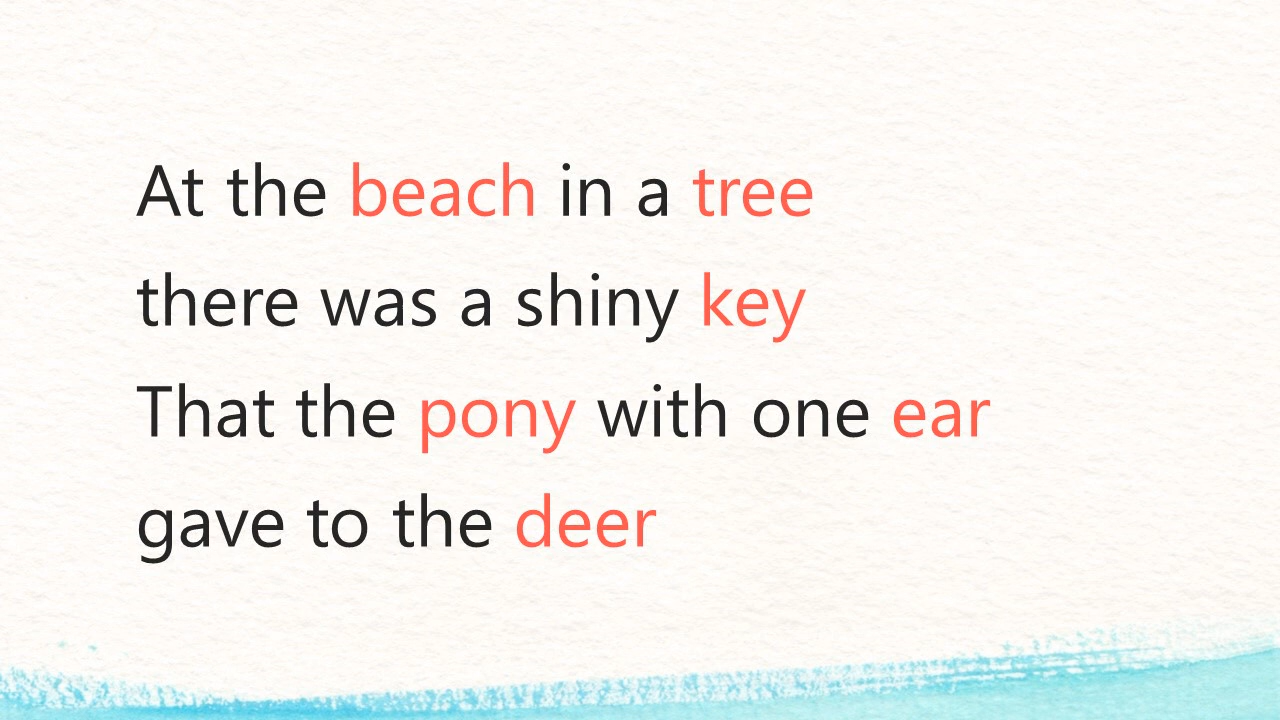 At the beach in a tree
there was a shiny key
That the pony with one ear
gave to the deer